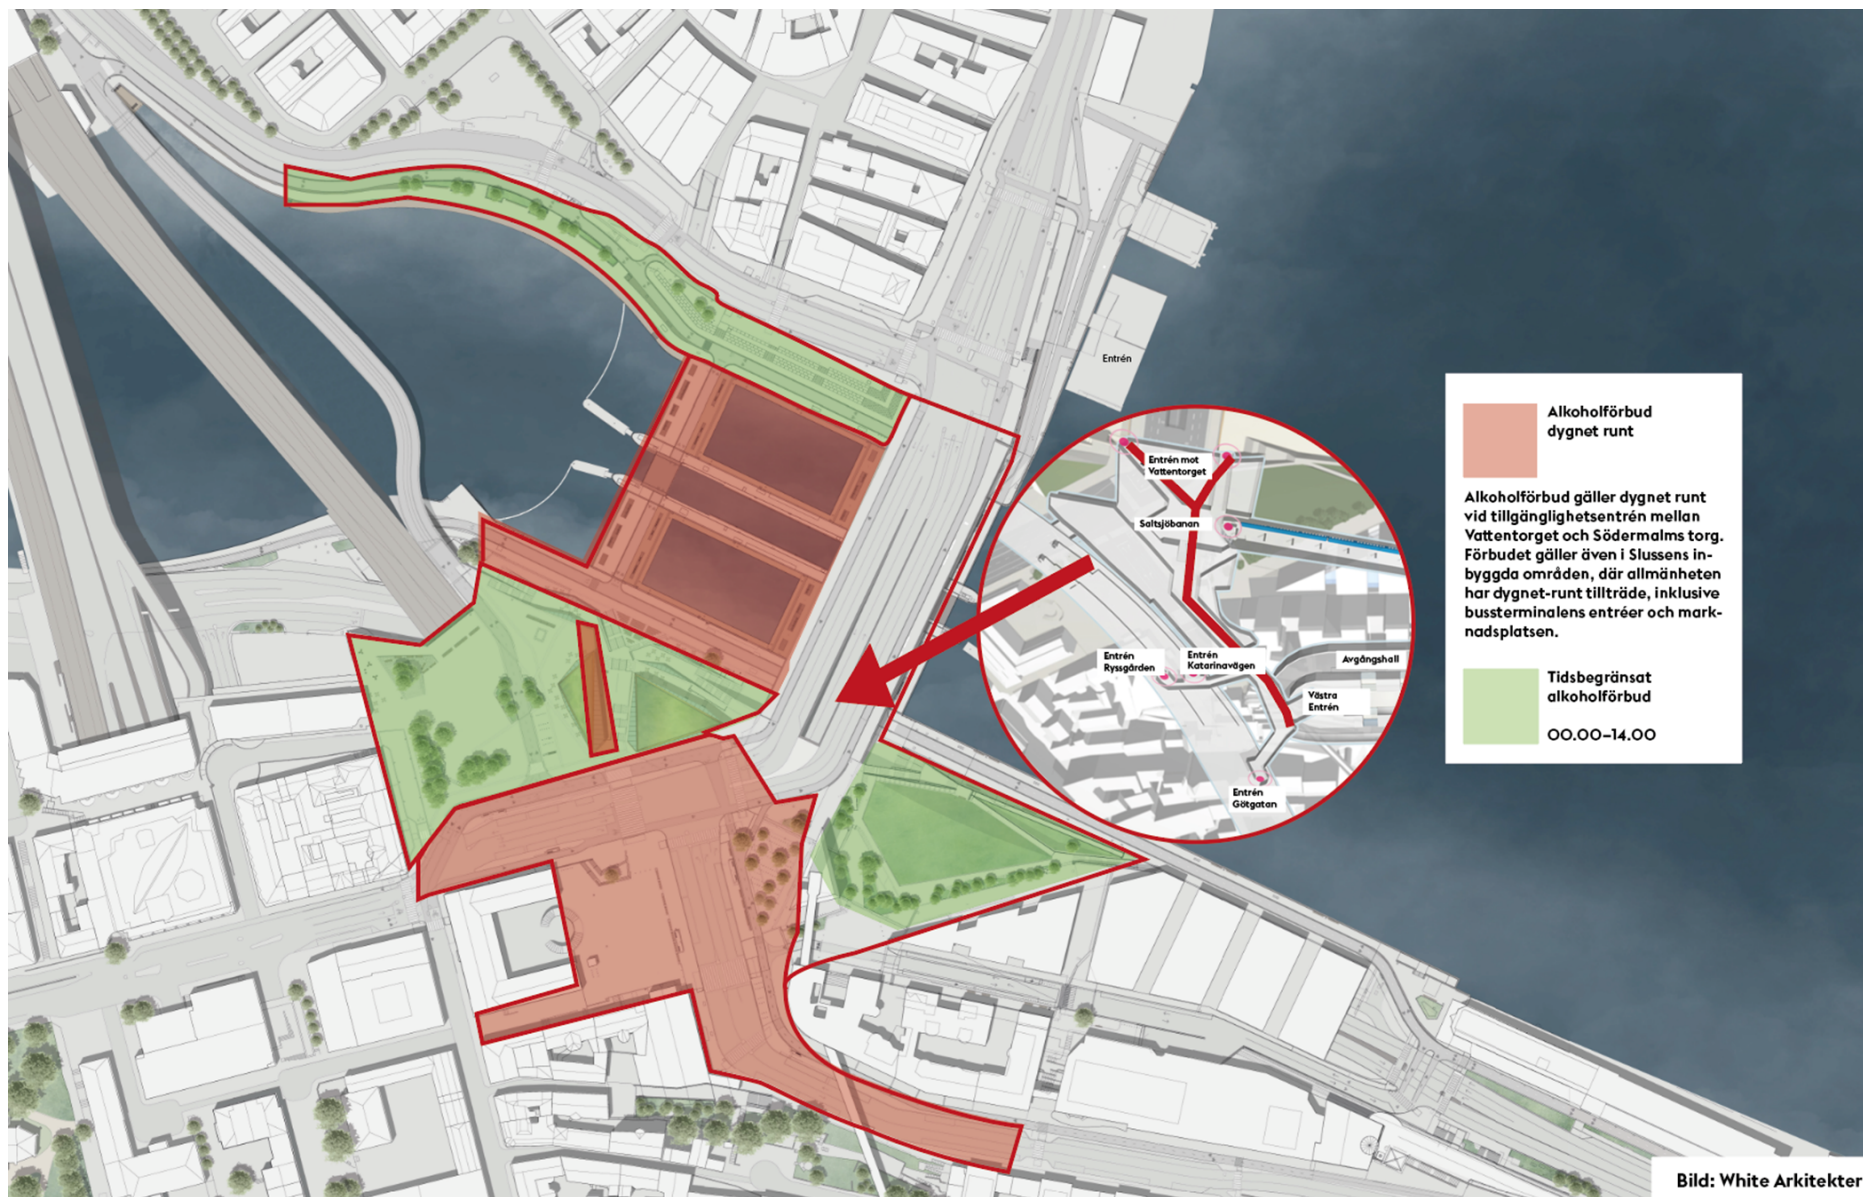 Entrén
Entrén mot
Vattentorget
Saltsjöbanan
Entrén
Ryssgården
Entrén
Katarinavägen
Avgångshall
Västra
Entrén
Entrén
Götgatan
Alkoholförbud
dygnet runt
Alkoholförbud gäller dygnet runt
vid tillgänglighetsentrén mellan
Vattentorget och Södermalms torg.
Förbudet gäller även i Slussens in-
byggda områden, där allmänheten
har dygnet-runt tillträde, inklusive
bussterminalens entréer och mark-
nadsplatsen.
Tidsbegränsat
alkoholförbud
00.00–14.00
Bild: White Arkitekter